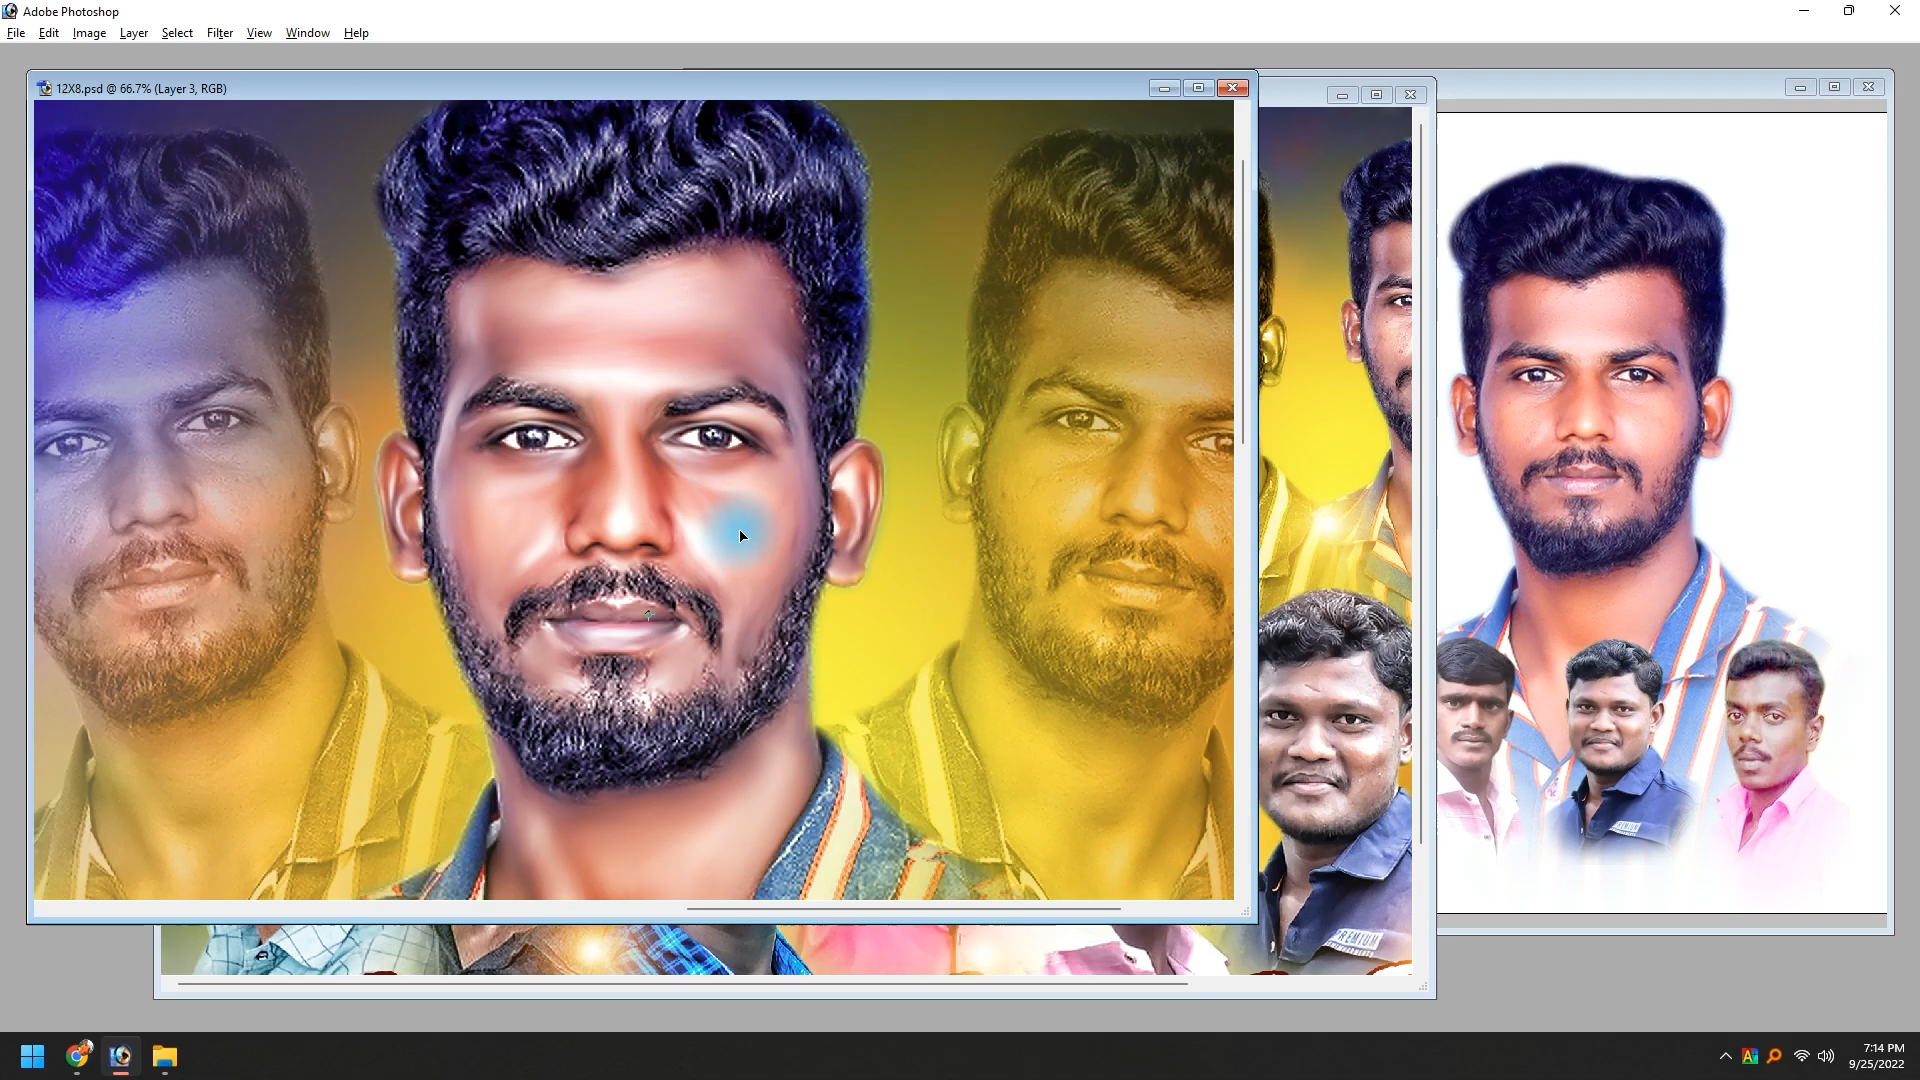 Adobe Photoshop
File Edit Image Layer Select Filter View Window Help
12X8.psd @ 66.7% (Layer 3, RGB)
PREMIUM
PREMIUM
7:14 PM
9/25/2022